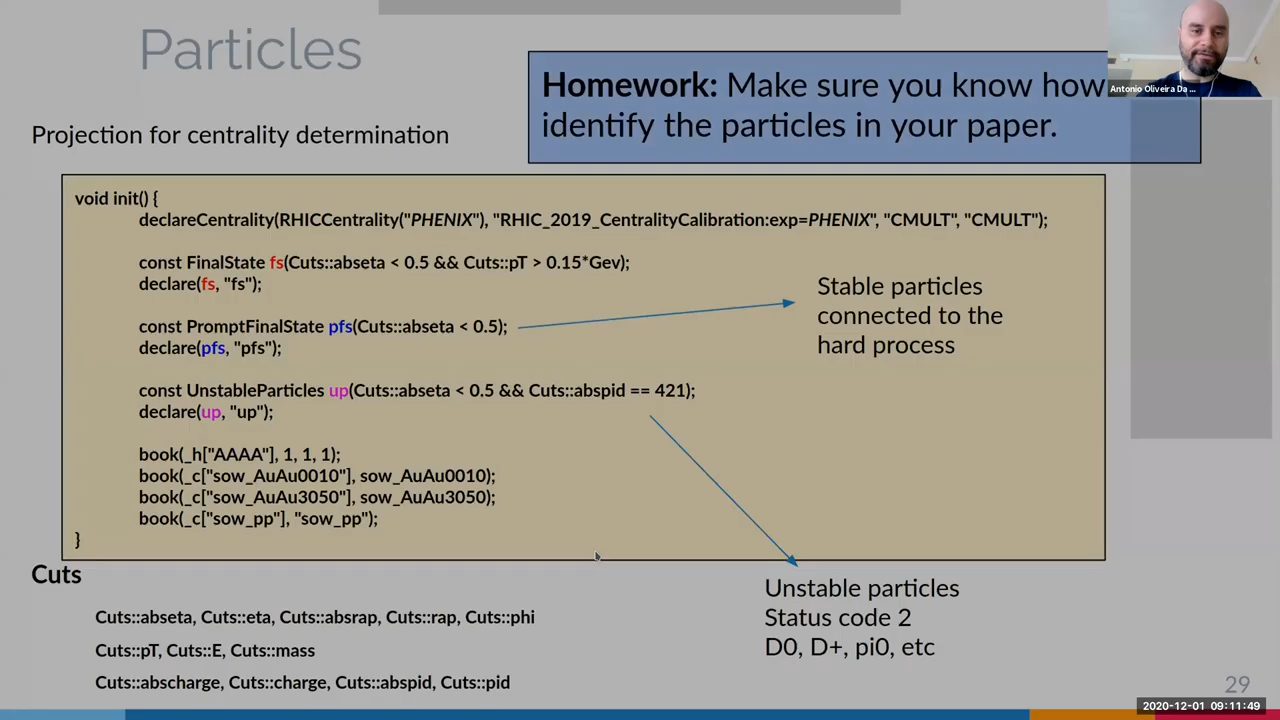 Particles
Homework: Make sure you know how
identify the particles in your paper.
Antonio Oliveira Da ...
Projection for centrality determination
void init() {
declareCentrality(RHICCentrality("PHENIX"), "RHIC_2019_CentralityCalibration:exp=PHENIX", "CMULT", "CMULT");
const FinalState fs(Cuts::abseta < 0.5 && Cuts::pT > 0.15*Gev);
declare(fs, "fs");
const PromptFinalState pfs(Cuts::abseta < 0.5);
declare(pfs, "pfs");
const UnstableParticles up(Cuts::abseta < 0.5 && Cuts::abspid == 421);
declare(up, "up");
book(_h["AAAA"], 1, 1, 1);
book(_c["sow_AuAu0010"], sow_AuAu0010);
book(_c["sow_AuAu3050"], sow_AuAu3050);
book(_c["sow_pp"], "sow_pp");
}
Stable particles
connected to the
hard process
Unstable particles
Status code 2
D0, D+, pi0, etc
Cuts
Cuts::abseta, Cuts::eta, Cuts::absrap, Cuts::rap, Cuts::phi
Cuts::pT, Cuts::E, Cuts::mass
Cuts::abscharge, Cuts::charge, Cuts::abspid, Cuts::pid
29
2020-12-01 09:11:49